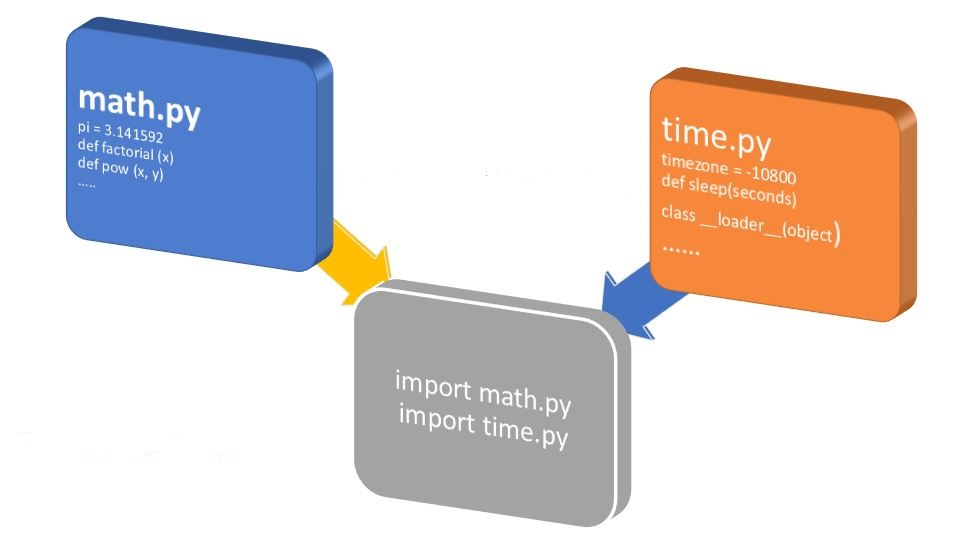 math.py
pi = 3.141592
def factorial (x)
def pow (x, y)
.....
time.py
timezone = -10800
def sleep(seconds)
class __loader__(object)
......
import math.py
import time.py